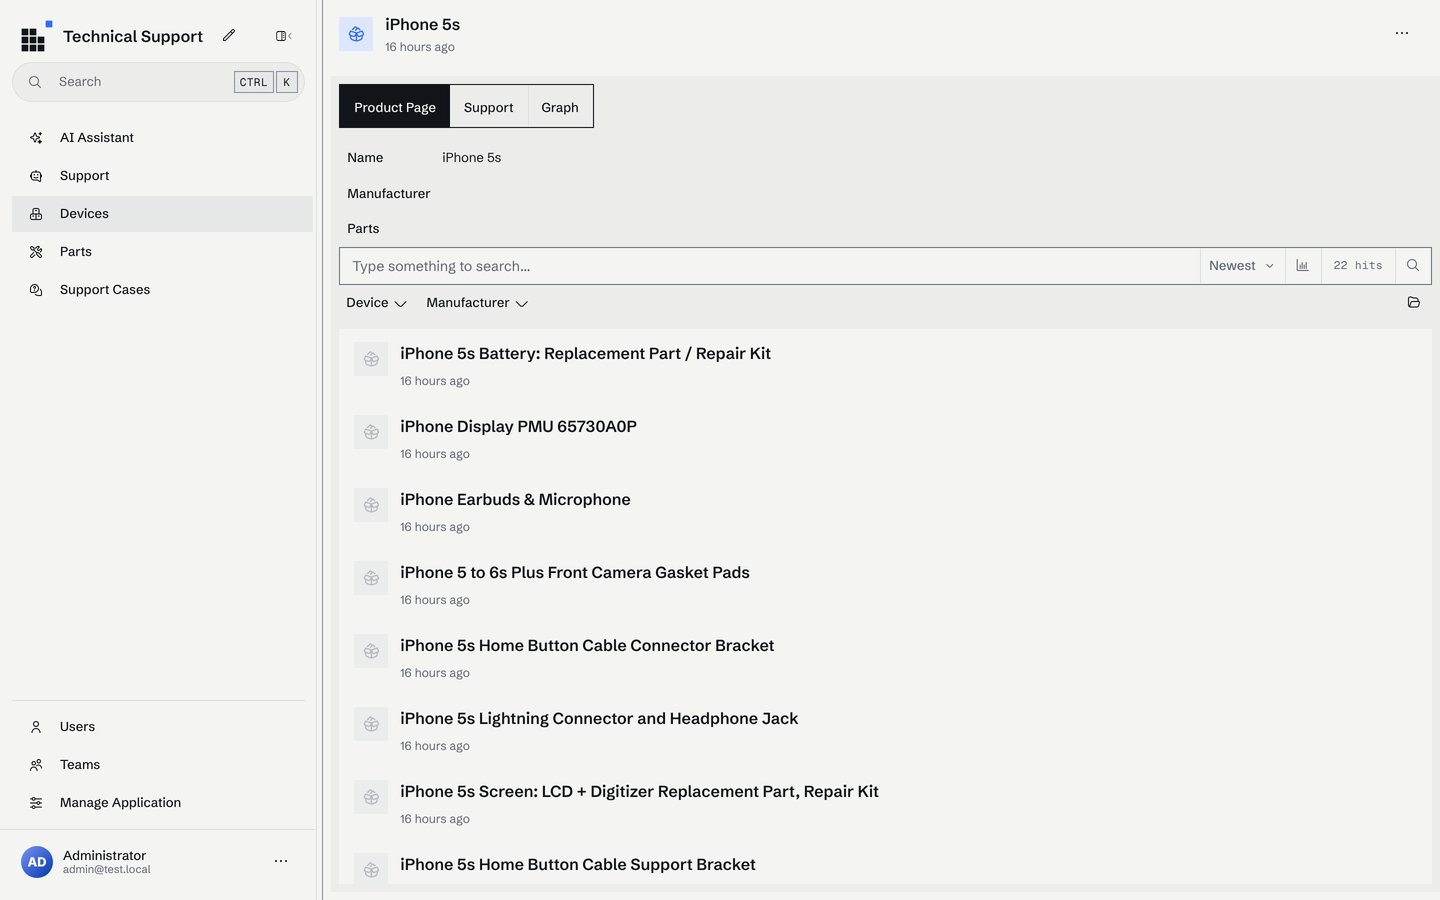 Technical Support
Search
CTRL K
AI Assistant
Support
Devices
Parts
Support Cases
Users
Teams
Manage Application
AD
Administrator
admin@test.local
iPhone 5s
16 hours ago
Product Page
Support
Graph
Name
iPhone 5s
Manufacturer
Parts
Type something to search...
Newest
22 hits
Device
Manufacturer
iPhone 5s Battery: Replacement Part / Repair Kit
16 hours ago
iPhone Display PMU 65730A0P
16 hours ago
iPhone Earbuds & Microphone
16 hours ago
iPhone 5 to 6s Plus Front Camera Gasket Pads
16 hours ago
iPhone 5s Home Button Cable Connector Bracket
16 hours ago
iPhone 5s Lightning Connector and Headphone Jack
16 hours ago
iPhone 5s Screen: LCD + Digitizer Replacement Part, Repair Kit
16 hours ago
iPhone 5s Home Button Cable Support Bracket